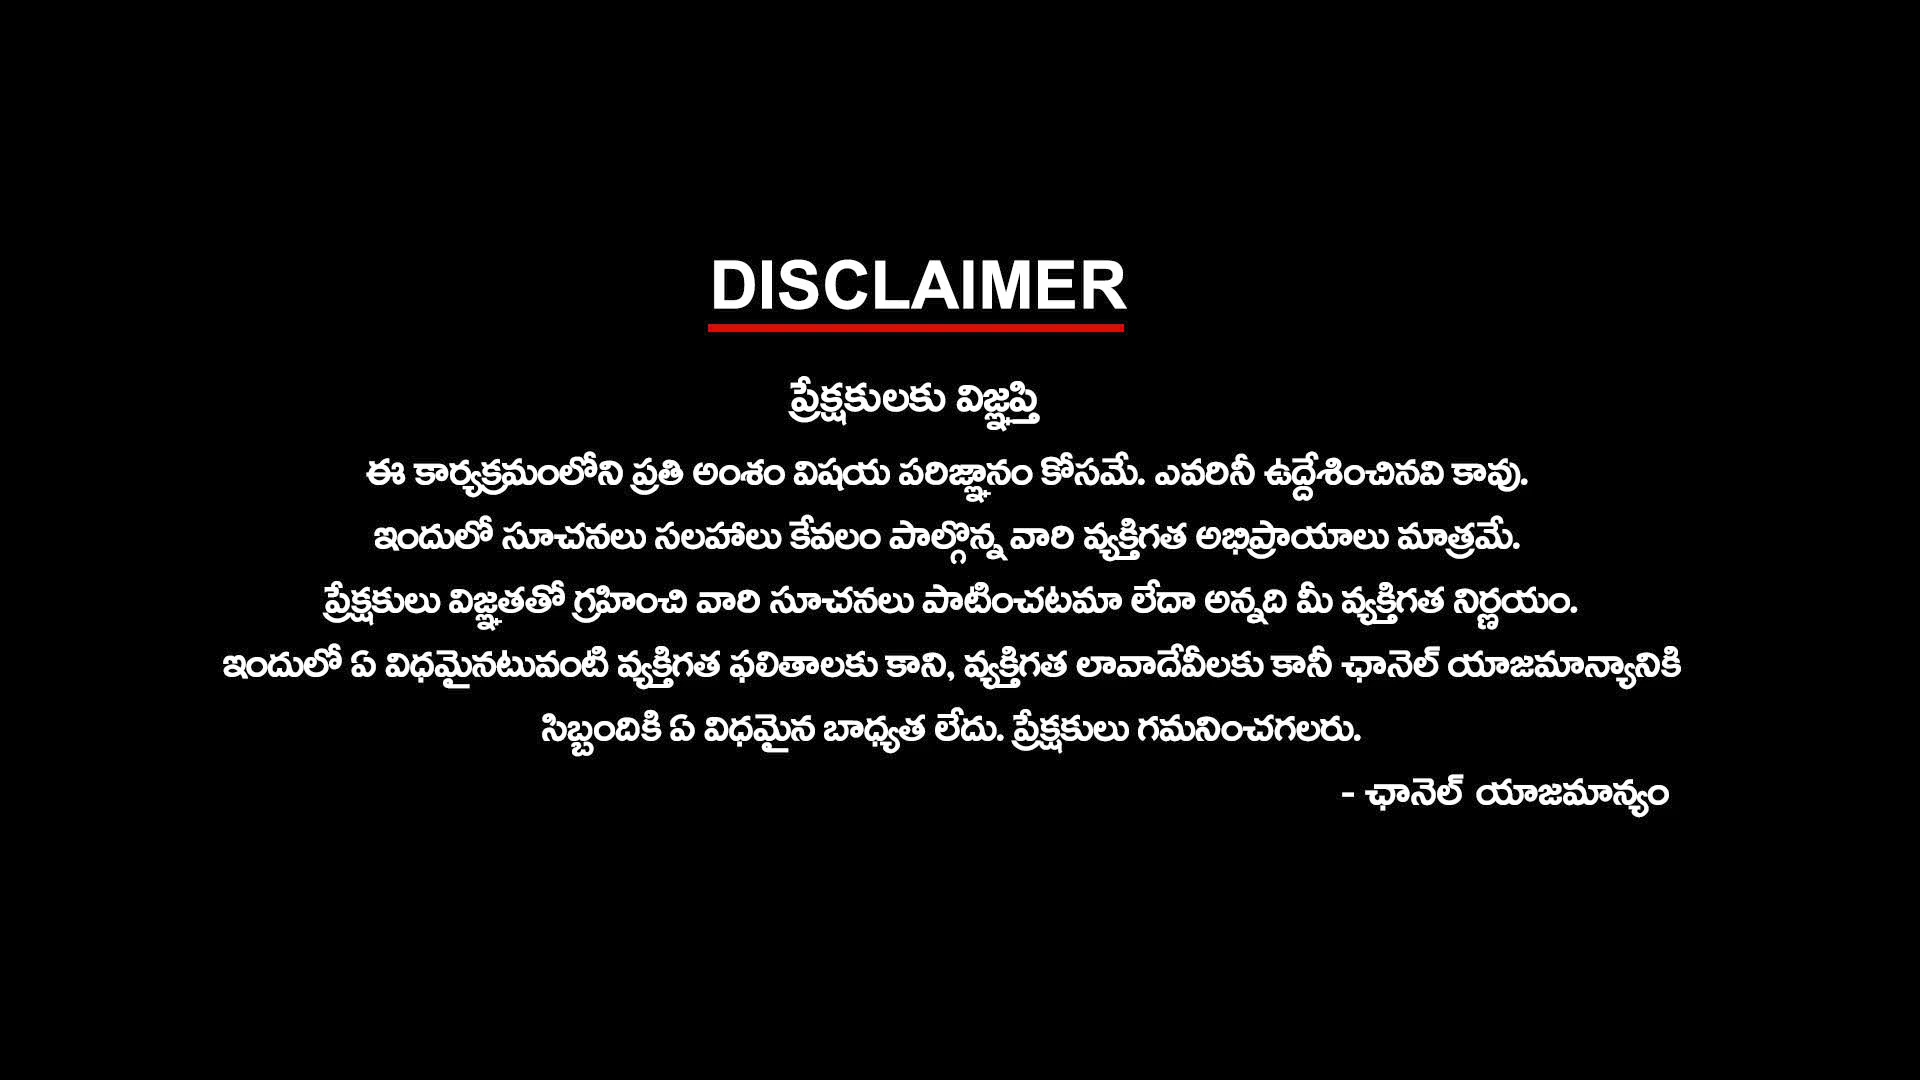 DISCLAIMER
ప్రేక్షకులకు విజ్ఞప్తి
ఈ కార్యక్రమంలోని ప్రతి అంశం విషయ పరిజ్ఞానం కోసమే. ఎవరినీ ఉద్దేశించినవి కావు.
ఇందులో సూచనలు సలహాలు కేవలం పాల్గొన్న వారి వ్యక్తిగత అభిప్రాయాలు మాత్రమే.
ప్రేక్షకులు విజ్ఞతతో గ్రహించి వారి సూచనలు పాటించటమా లేదా అన్నది మీ వ్యక్తిగత నిర్ణయం.
ఇందులో ఏ విధమైనటువంటి వ్యక్తిగత ఫలితాలకు కాని, వ్యక్తిగత లావాదేవీలకు కానీ ఛానెల్ యాజమాన్యానికి
సిబ్బందికి ఏ విధమైన బాధ్యత లేదు. ప్రేక్షకులు గమనించగలరు.
- ఛానెల్ యాజమాన్యం